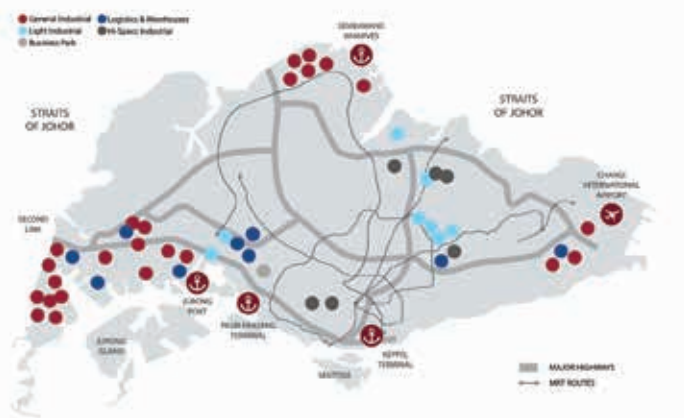 General Industrial
Logistics & Warehouses
Light Industrial
Hi-Specs Industrial
Business Park
SEMBAWANG
WHARVES
STRAITS
OF JOHOR
STRAITS
OF JOHOR
CHANGI
INTERNATIONAL
AIRPORT
SECOND
LINK
JURONG
PORT
PASIR PANJANG
TERMINAL
JURONG
ISLAND
KEPPEL
TERMINAL
SENTOSA
MAJOR HIGHWAYS
MRT ROUTES